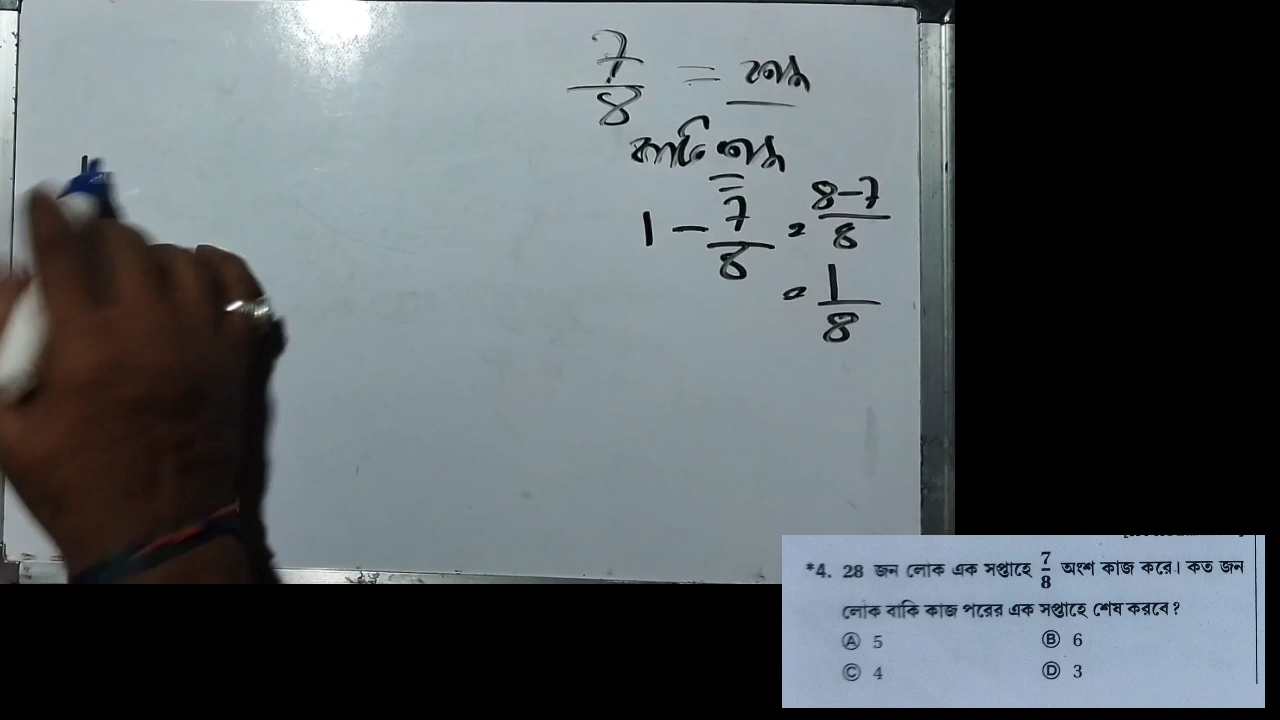 7/8 = কাজ
বাকি কাজ
=
1 - 7/8 = 8-7/8
= 1/8
*4. 28 জন লোক এক সপ্তাহে 7/8 অংশ কাজ করে। কত জন
লোক বাকি কাজ পরের এক সপ্তাহে শেষ করবে?
Ⓐ 5 Ⓑ 6
Ⓒ 4 Ⓓ 3